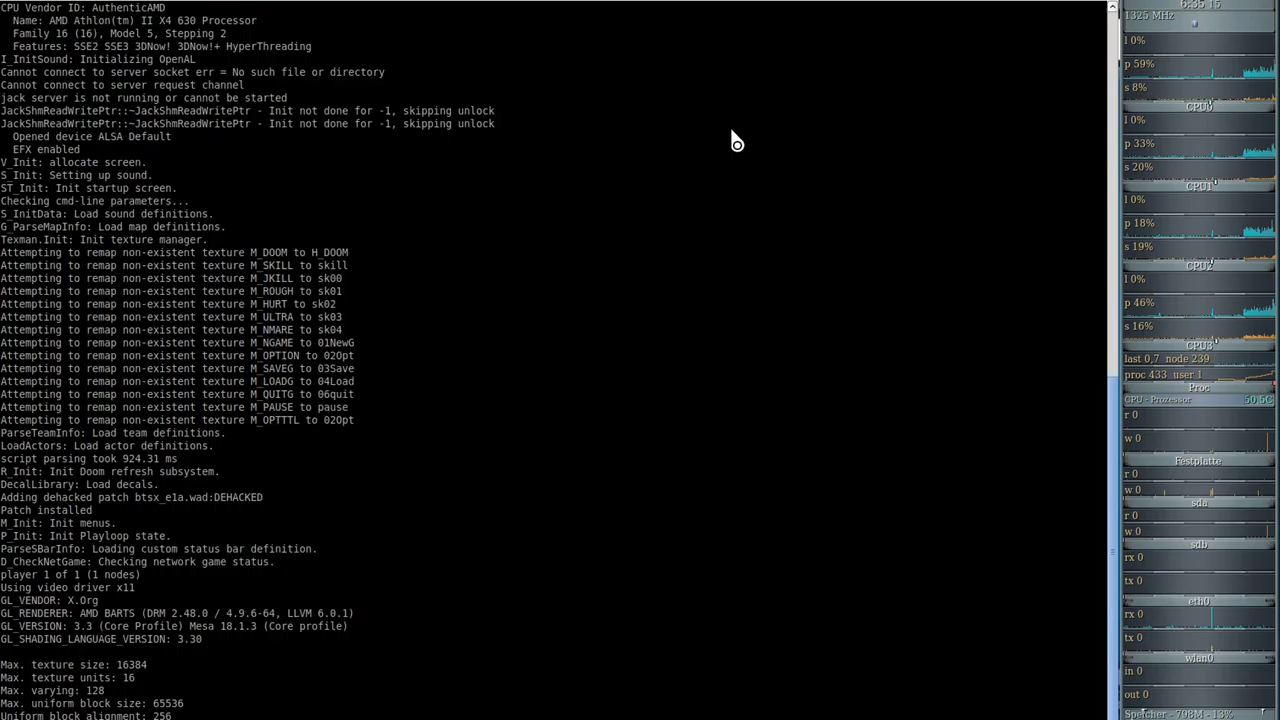 CPU Vendor ID: AuthenticAMD
Name: AMD Athlon(tm) II X4 630 Processor
Family 16 (16), Model 5, Stepping 2
Features: SSE2 SSE3 3DNow! 3DNow!+ HyperThreading
I_InitSound: Initializing OpenAL
Cannot connect to server socket err = No such file or directory
Cannot connect to server request channel
jack server is not running or cannot be started
JackShmReadWritePtr::~JackShmReadWritePtr - Init not done for -1, skipping unlock
JackShmReadWritePtr::~JackShmReadWritePtr - Init not done for -1, skipping unlock
Opened device ALSA Default
EFX enabled
V_Init: allocate screen.
S_Init: Setting up sound.
ST_Init: Init startup screen.
Checking cmd-line parameters...
S_InitData: Load sound definitions.
G_ParseMapInfo: Load map definitions.
Texman.Init: Init texture manager.
Attempting to remap non-existent texture M_DOOM to H_DOOM
Attempting to remap non-existent texture M_SKILL to skill
Attempting to remap non-existent texture M_JKILL to sk00
Attempting to remap non-existent texture M_ROUGH to sk01
Attempting to remap non-existent texture M_HURT to sk02
Attempting to remap non-existent texture M_ULTRA to sk03
Attempting to remap non-existent texture M_NMARE to sk04
Attempting to remap non-existent texture M_NGAME to 01NewG
Attempting to remap non-existent texture M_OPTION to 02Opt
Attempting to remap non-existent texture M_SAVEG to 03Save
Attempting to remap non-existent texture M_LOADG to 04Load
Attempting to remap non-existent texture M_QUITG to 06quit
Attempting to remap non-existent texture M_PAUSE to pause
Attempting to remap non-existent texture M_OPTTTL to 02Opt
ParseTeamInfo: Load team definitions.
LoadActors: Load actor definitions.
script parsing took 924.31 ms
R_Init: Init Doom refresh subsystem.
DecalLibrary: Load decals.
Adding dehacked patch btsx_e1a.wad:DEHACKED
Patch installed
M_Init: Init menus.
P_Init: Init Playloop state.
ParseSBarInfo: Loading custom status bar definition.
D_CheckNetGame: Checking network game status.
player 1 of 1 (1 nodes)
Using video driver x11
GL_VENDOR: X.Org
GL_RENDERER: AMD BARTS (DRM 2.48.0 / 4.9.6-64, LLVM 6.0.1)
GL_VERSION: 3.3 (Core Profile) Mesa 18.1.3 (Core profile)
GL_SHADING_LANGUAGE_VERSION: 3.30
Max. texture size: 16384
Max. texture units: 16
Max. varying: 128
Max. uniform block size: 65536
Uniform block alignment: 256
6:35 15
1325 MHz
l 0%
p 59%
s 8%
CPU0
l 0%
p 33%
s 20%
CPU1
l 0%
p 18%
s 19%
CPU2
l 0%
p 46%
s 16%
CPU3
last 0,7 node 239
proc 433 user 1
Proc
CPU - Prozessor 50,5C
r 0
w 0
Festplatte
r 0
w 0
sda
r 0
w 0
sdb
rx 0
tx 0
eth0
rx 0
tx 0
wlan0
in 0
out 0
Speicher - 798M - 13%